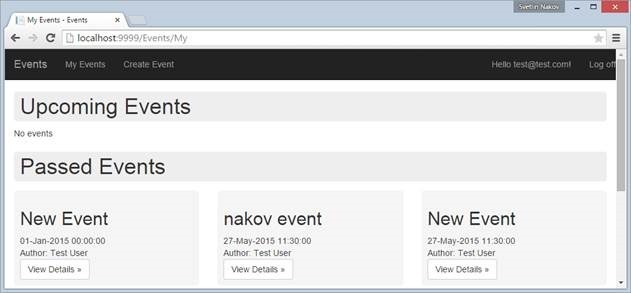 Svetlin Nakov
My Events - Events
localhost:9999/Events/My
Events My Events Create Event Hello test@test.com! Log off
Upcoming Events
No events
Passed Events
New Event
01-Jan-2015 00:00:00
Author: Test User
View Details »
nakov event
27-May-2015 11:30:00
Author: Test User
View Details »
New Event
27-May-2015 11:30:00
Author: Test User
View Details »